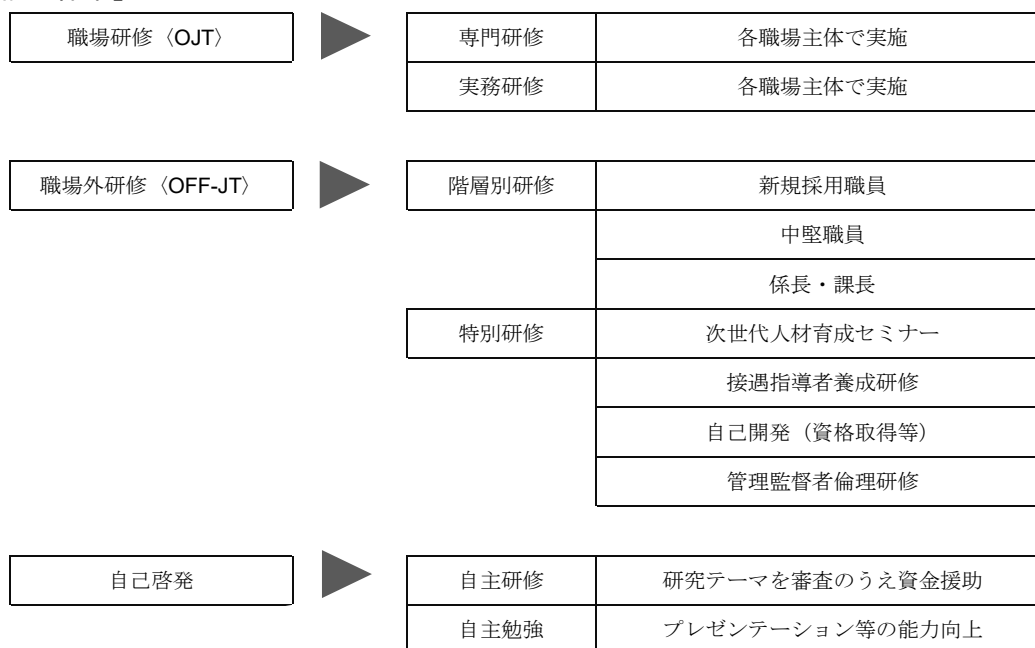 職場研修〈OJT〉
専門研修 各職場主体で実施
実務研修 各職場主体で実施
職場外研修〈OFF-JT〉
階層別研修 新規採用職員
中堅職員
係長・課長
特別研修 次世代人材育成セミナー
接遇指導者養成研修
自己開発（資格取得等）
管理監督者倫理研修
自己啓発
自主研修 研究テーマを審査のうえ資金援助
自主勉強 プレゼンテーション等の能力向上